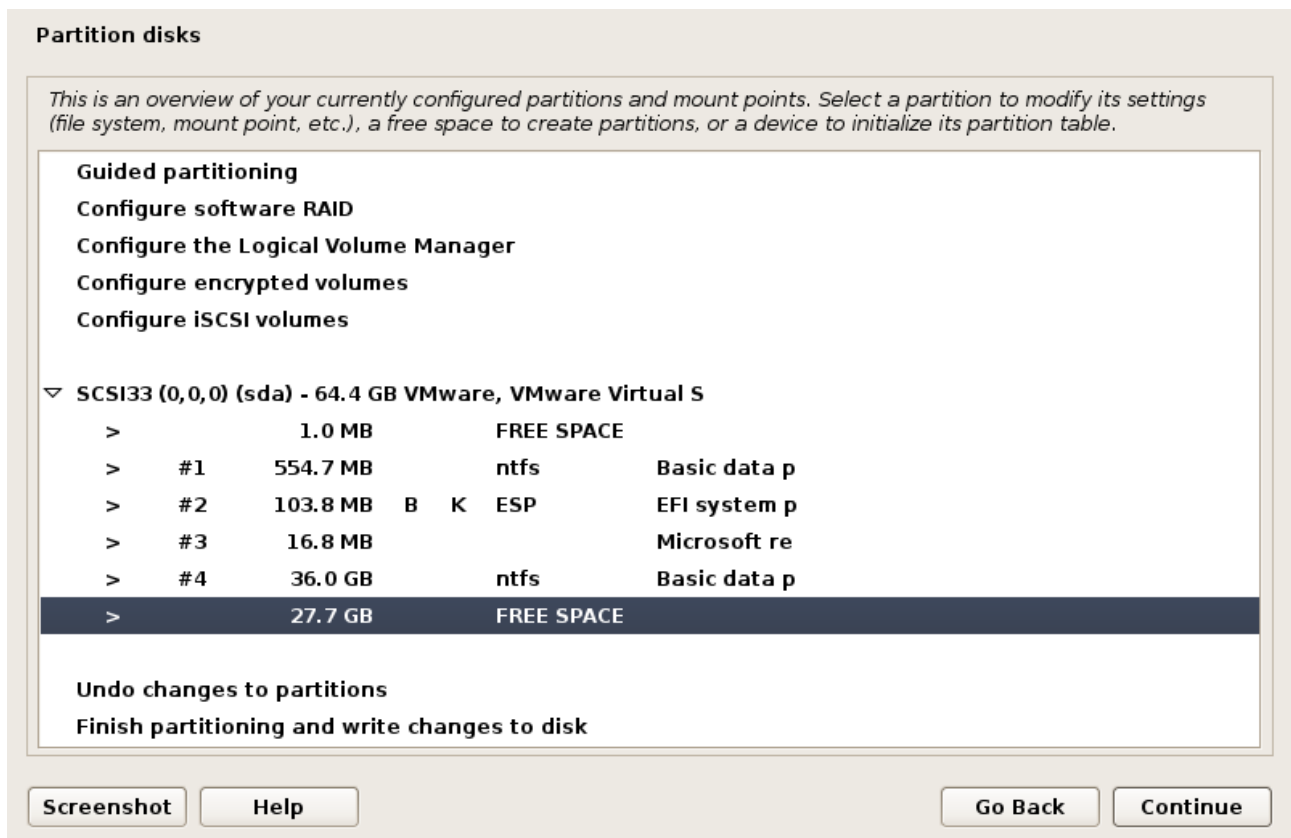 Partition disks
This is an overview of your currently configured partitions and mount points. Select a partition to modify its settings
(file system, mount point, etc.), a free space to create partitions, or a device to initialize its partition table.
Guided partitioning
Configure software RAID
Configure the Logical Volume Manager
Configure encrypted volumes
Configure iSCSI volumes
SCSI33 (0,0,0) (sda) - 64.4 GB VMware, VMware Virtual S
> 1.0 MB FREE SPACE
> #1 554.7 MB ntfs Basic data p
> #2 103.8 MB B K ESP EFI system p
> #3 16.8 MB Microsoft re
> #4 36.0 GB ntfs Basic data p
> 27.7 GB FREE SPACE
Undo changes to partitions
Finish partitioning and write changes to disk
Screenshot Help Go Back Continue